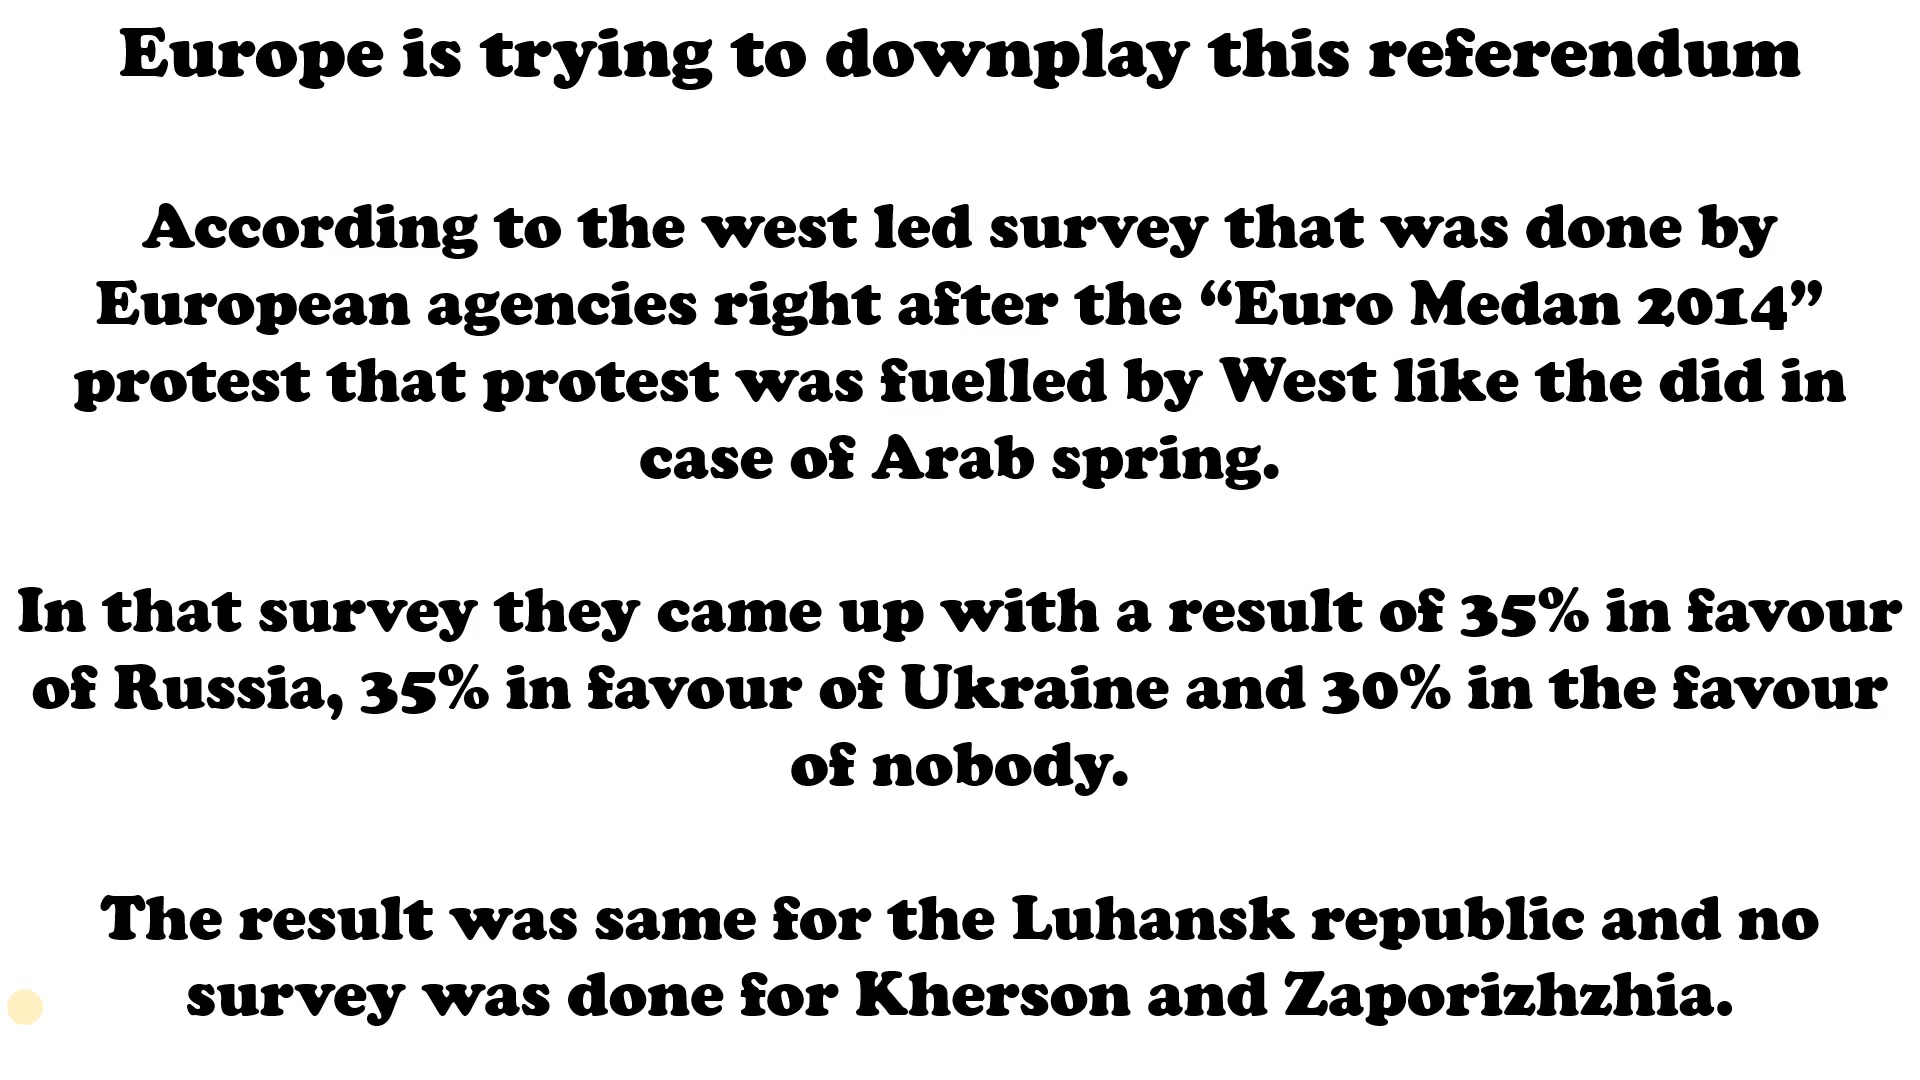 Europe is trying to downplay this referendum
According to the west led survey that was done by
European agencies right after the “Euro Medan 2014”
protest that protest was fuelled by West like the did in
case of Arab spring.
In that survey they came up with a result of 35% in favour
of Russia, 35% in favour of Ukraine and 30% in the favour
of nobody.
The result was same for the Luhansk republic and no
survey was done for Kherson and Zaporizhzhia.